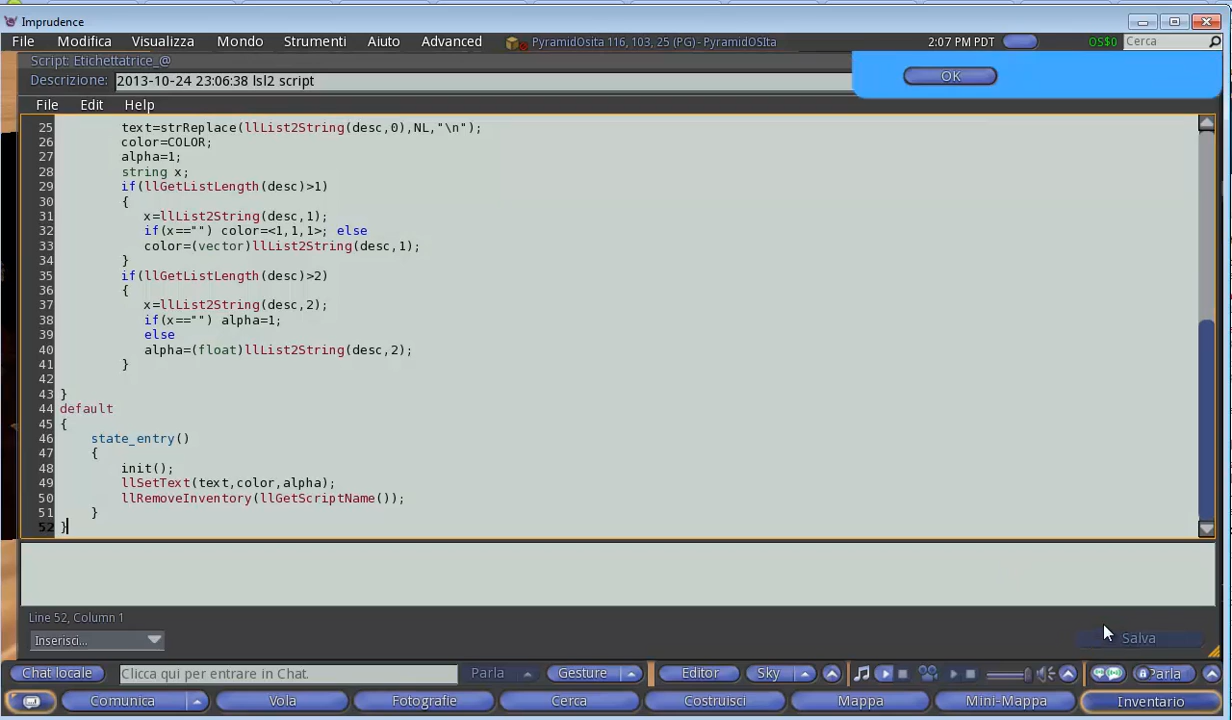 Imprudence
File Modifica Visualizza Mondo Strumenti Aiuto Advanced PyramidOsita 116, 103, 25 (PG) - PyramidOSIta 2:07 PM PDT OS$0 Cerca
Script: Etichettatrice_@
Descrizione: 2013-10-24 23:06:38 lsl2 script
OK
File Edit Help
25 text=strReplace(llList2String(desc,0),NL,"\n");
26 color=COLOR;
27 alpha=1;
28 string x;
29 if(llGetListLength(desc)>1)
30 {
31 x=llList2String(desc,1);
32 if(x=="") color=<1,1,1>; else
33 color=(vector)llList2String(desc,1);
34 }
35 if(llGetListLength(desc)>2)
36 {
37 x=llList2String(desc,2);
38 if(x=="") alpha=1;
39 else
40 alpha=(float)llList2String(desc,2);
41 }
42
43 }
44 default
45 {
46 state_entry()
47 {
48 init();
49 llSetText(text,color,alpha);
50 llRemoveInventory(llGetScriptName());
51 }
52 }
Line 52, Column 1
Inserisci... Salva
Chat locale Clicca qui per entrare in Chat. Parla Gesture Editor Sky Parla
Comunica Vola Fotografie Cerca Costruisci Mappa Mini-Mappa Inventario